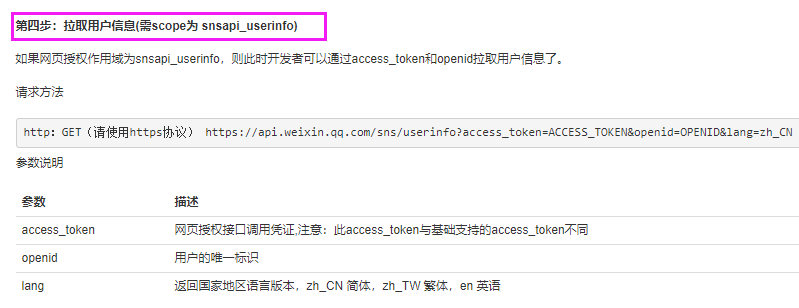 第四步：拉取用户信息(需scope为 snsapi_userinfo)
如果网页授权作用域为snsapi_userinfo，则此时开发者可以通过access_token和openid拉取用户信息了。
请求方法
http：GET（请使用https协议） https://api.weixin.qq.com/sns/userinfo?access_token=ACCESS_TOKEN&openid=OPENID&lang=zh_CN
参数说明
参数 描述
access_token 网页授权接口调用凭证,注意：此access_token与基础支持的access_token不同
openid 用户的唯一标识
lang 返回国家地区语言版本，zh_CN 简体，zh_TW 繁体，en 英语